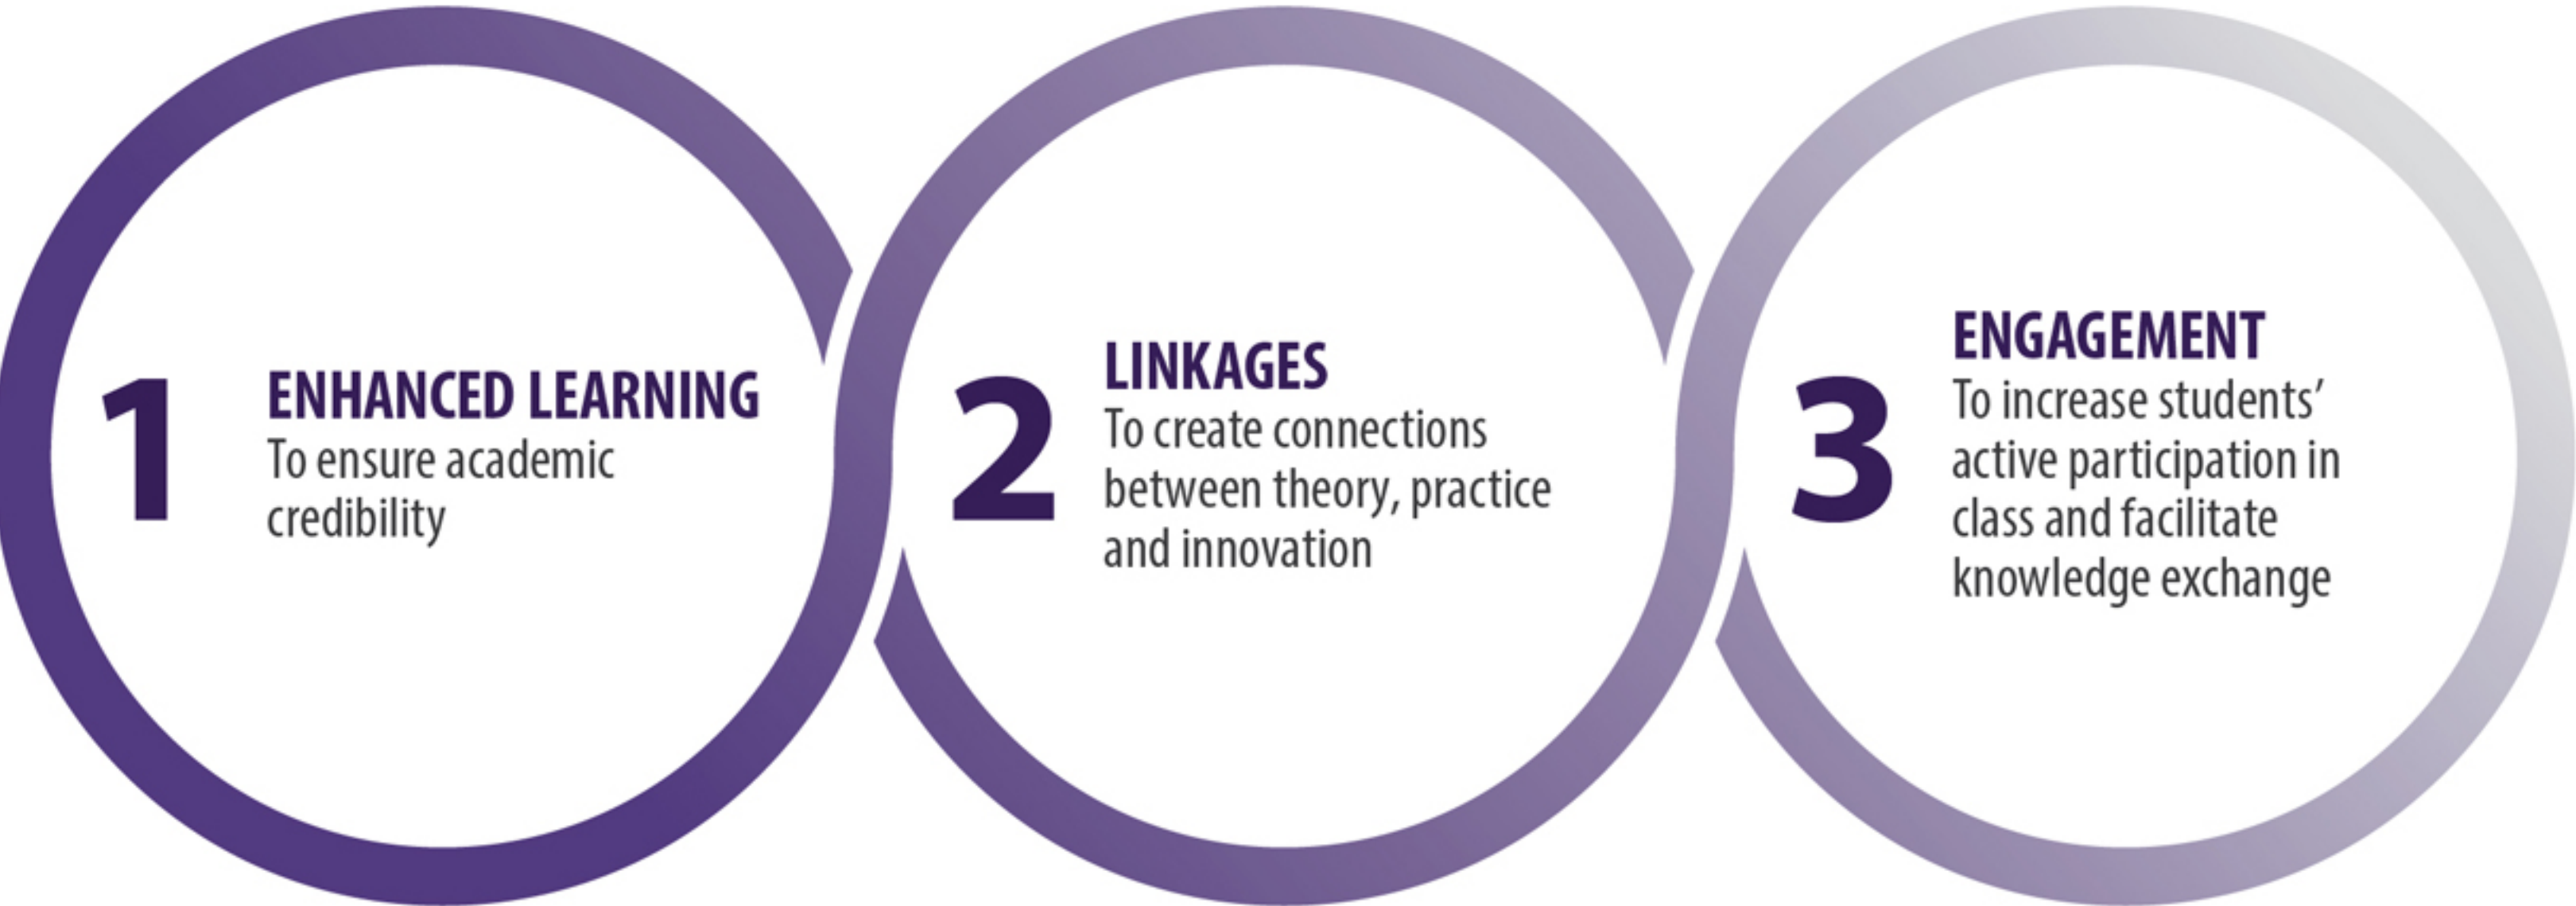 1
ENHANCED LEARNING
To ensure academic
credibility
2
LINKAGES
To create connections
between theory, practice
and innovation
3
ENGAGEMENT
To increase students’
active participation in
class and facilitate
knowledge exchange